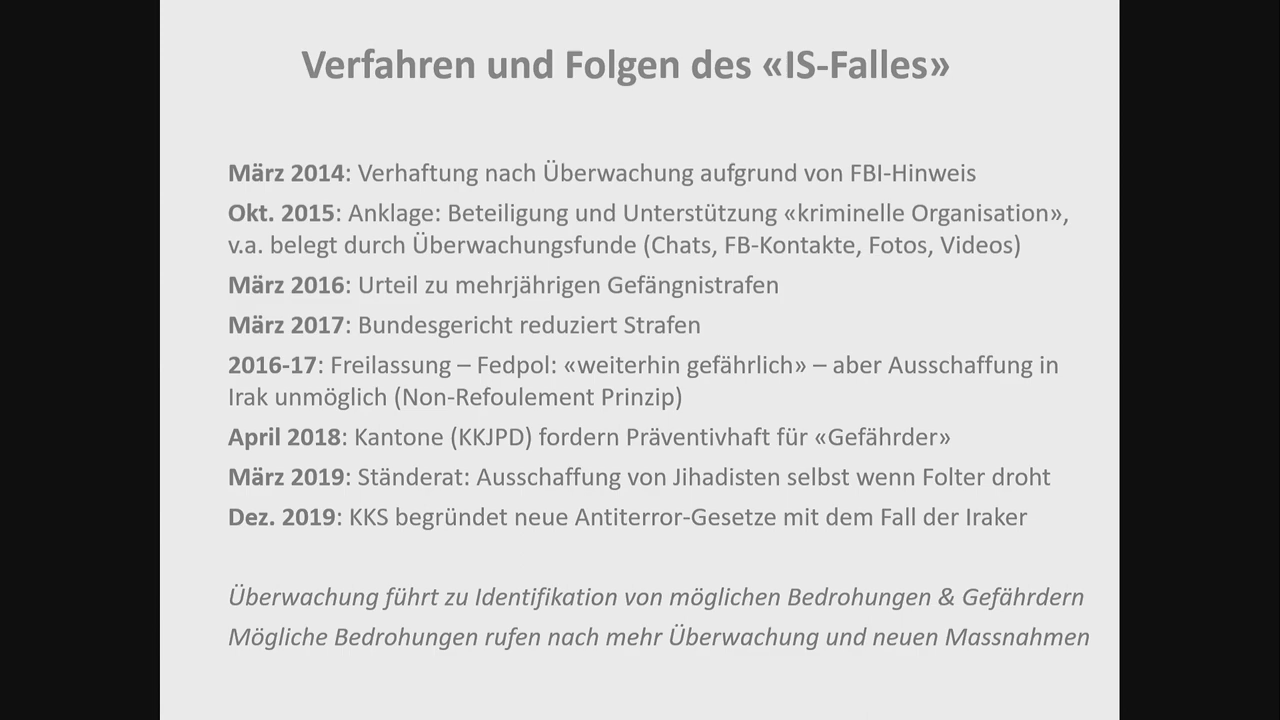 Verfahren und Folgen des «IS-Falles»
März 2014: Verhaftung nach Überwachung aufgrund von FBI-Hinweis
Okt. 2015: Anklage: Beteiligung und Unterstützung «kriminelle Organisation»,
v.a. belegt durch Überwachungsfunde (Chats, FB-Kontakte, Fotos, Videos)
März 2016: Urteil zu mehrjährigen Gefängnistrafen
März 2017: Bundesgericht reduziert Strafen
2016-17: Freilassung – Fedpol: «weiterhin gefährlich» – aber Ausschaffung in
Irak unmöglich (Non-Refoulement Prinzip)
April 2018: Kantone (KKJPD) fordern Präventivhaft für «Gefährder»
März 2019: Ständerat: Ausschaffung von Jihadisten selbst wenn Folter droht
Dez. 2019: KKS begründet neue Antiterror-Gesetze mit dem Fall der Iraker
Überwachung führt zu Identifikation von möglichen Bedrohungen & Gefährdern
Mögliche Bedrohungen rufen nach mehr Überwachung und neuen Massnahmen